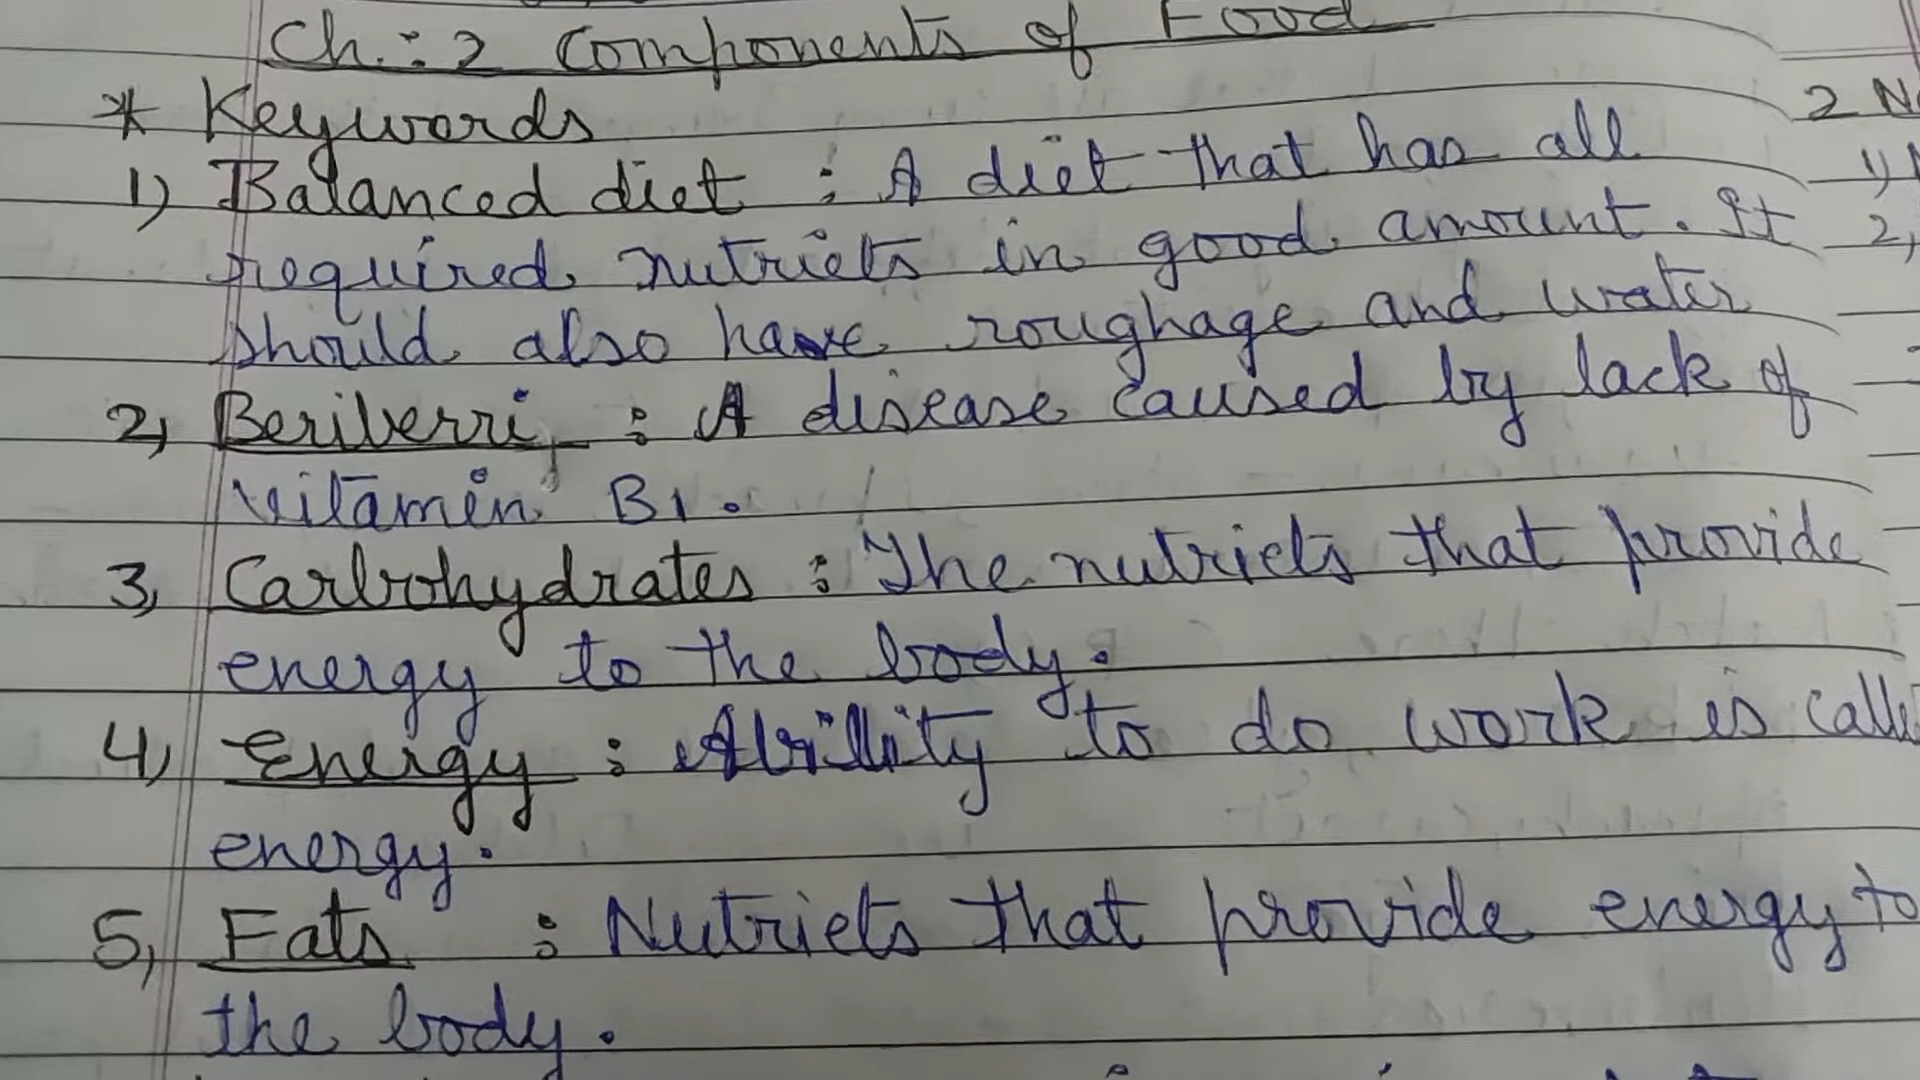 Ch : 2 Components of Food
* Keywords
1) Balanced diet : A diet that has all
required nutriets in good amount. It
should also have roughage and water
2, Beriberri : A disease caused by lack of
vitamin B1.
3, Carbohydrates : The nutriets that provide
energy to the body.
4, Energy : Ability to do work is calle
energy.
5, Fats : Nutriets that provide energy to
the body.
2 N
1)
2,